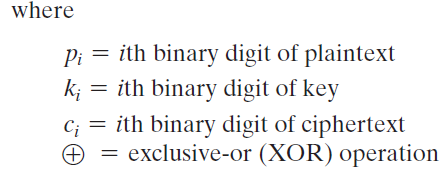 where
pᵢ = ith binary digit of plaintext
kᵢ = ith binary digit of key
cᵢ = ith binary digit of ciphertext
⊕ = exclusive-or (XOR) operation